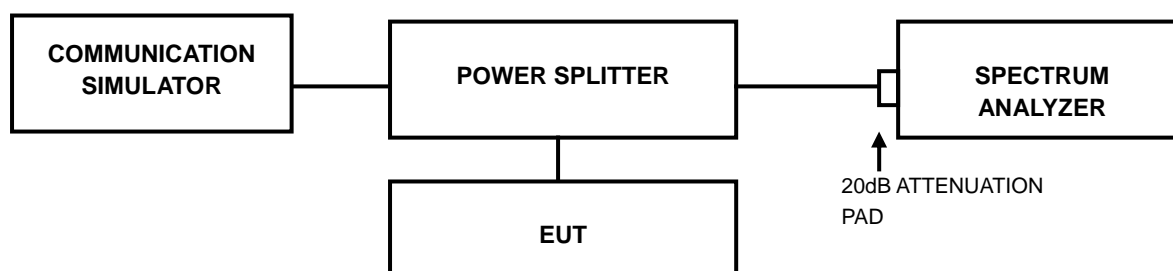 COMMUNICATION
SIMULATOR
POWER SPLITTER
SPECTRUM
ANALYZER
20dB ATTENUATION
PAD
EUT